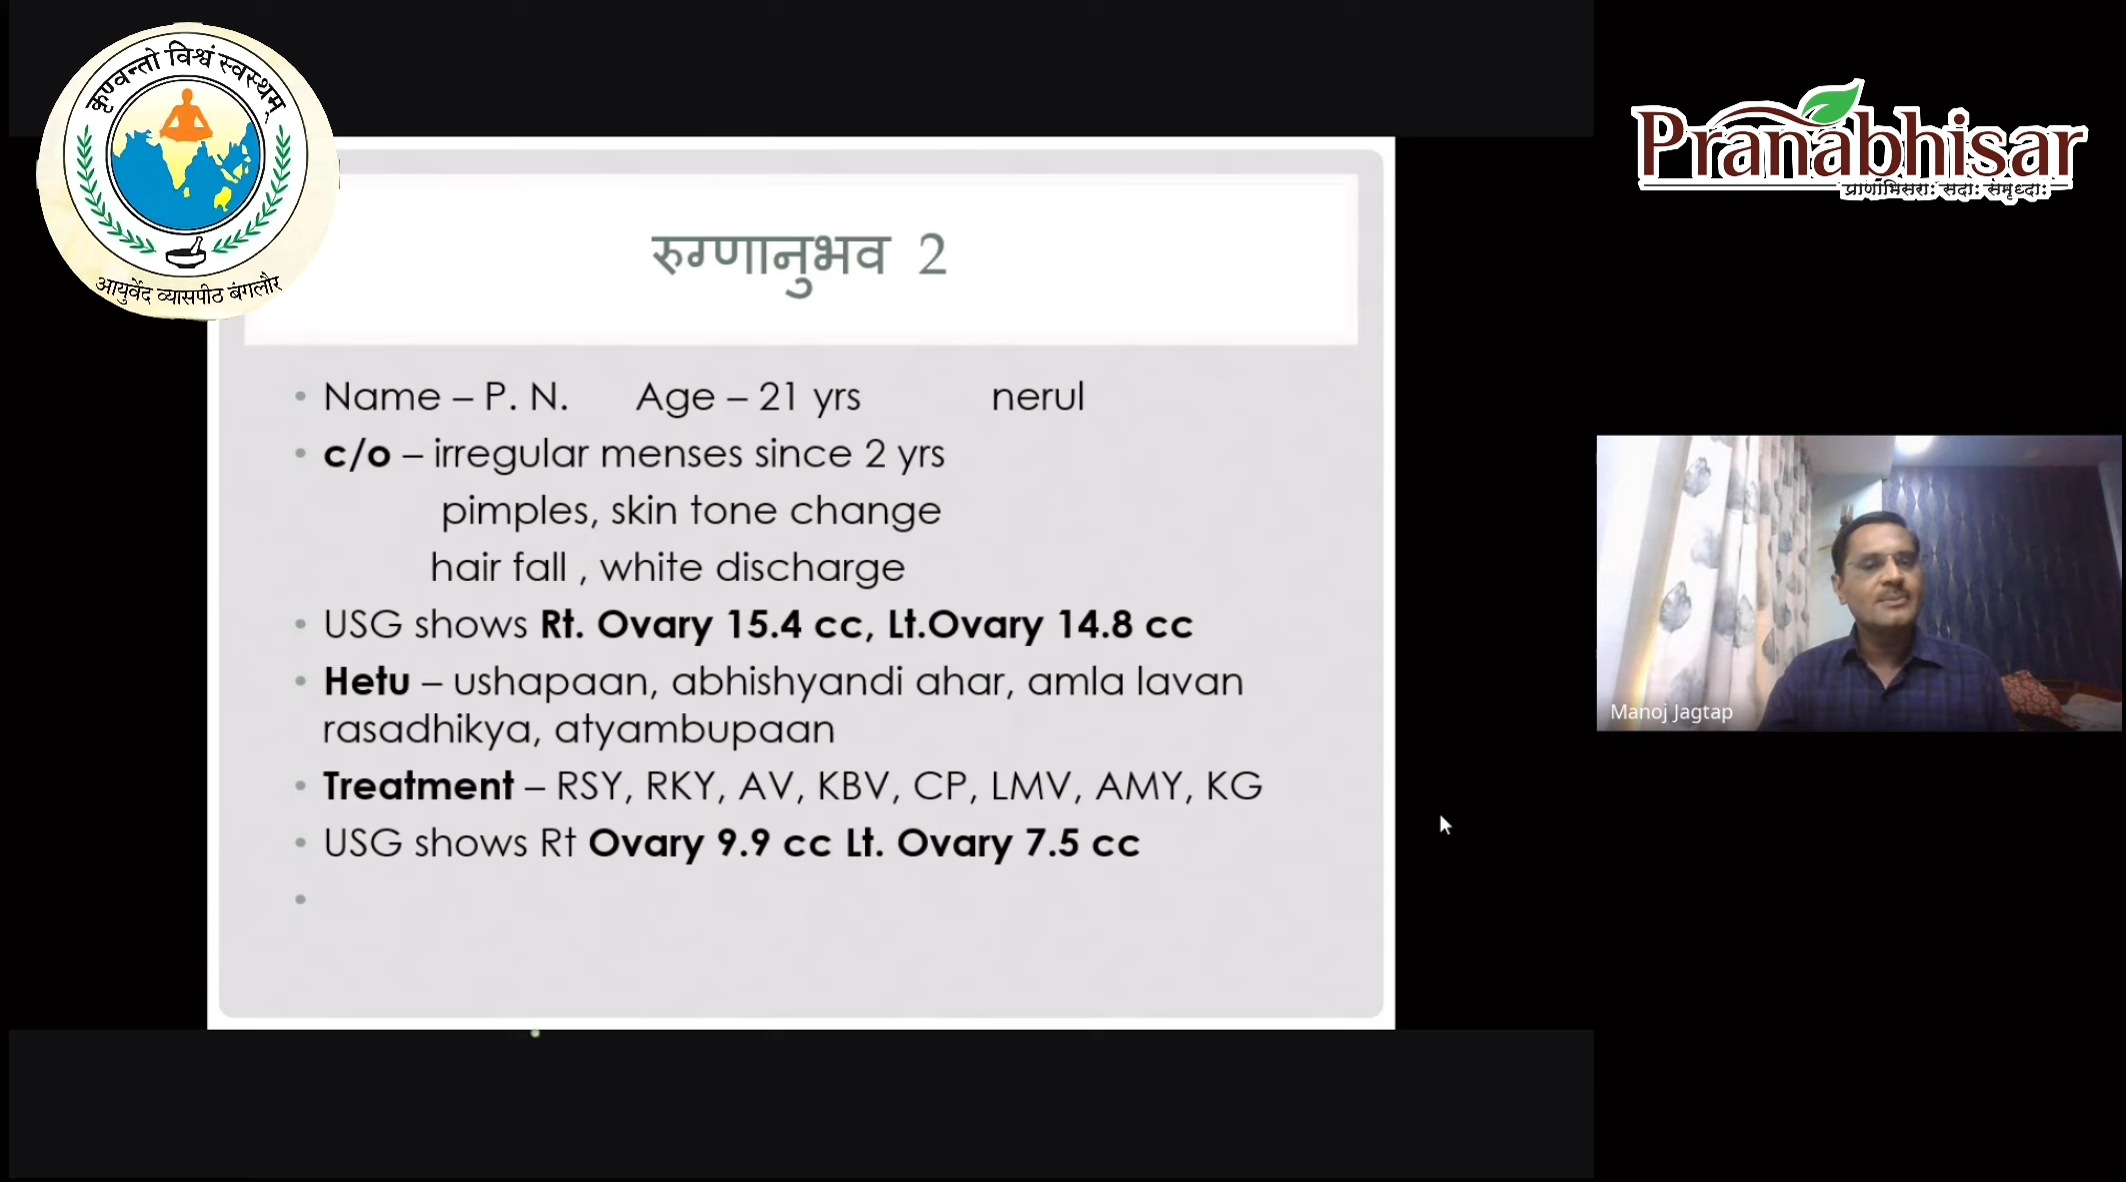 कृण्वन्तो विश्वं स्वस्थम्
आयुर्वेद व्यासपीठ बंगलौर
Pranabhisar
प्राणाभिसराः सदाः संमृध्दाः
रुग्णानुभव 2
• Name – P. N. Age – 21 yrs nerul
• c/o – irregular menses since 2 yrs
pimples, skin tone change
hair fall , white discharge
• USG shows Rt. Ovary 15.4 cc, Lt.Ovary 14.8 cc
• Hetu – ushapaan, abhishyandi ahar, amla lavan
rasadhikya, atyambupaan
• Treatment – RSY, RKY, AV, KBV, CP, LMV, AMY, KG
• USG shows Rt Ovary 9.9 cc Lt. Ovary 7.5 cc
Manoj Jagtap